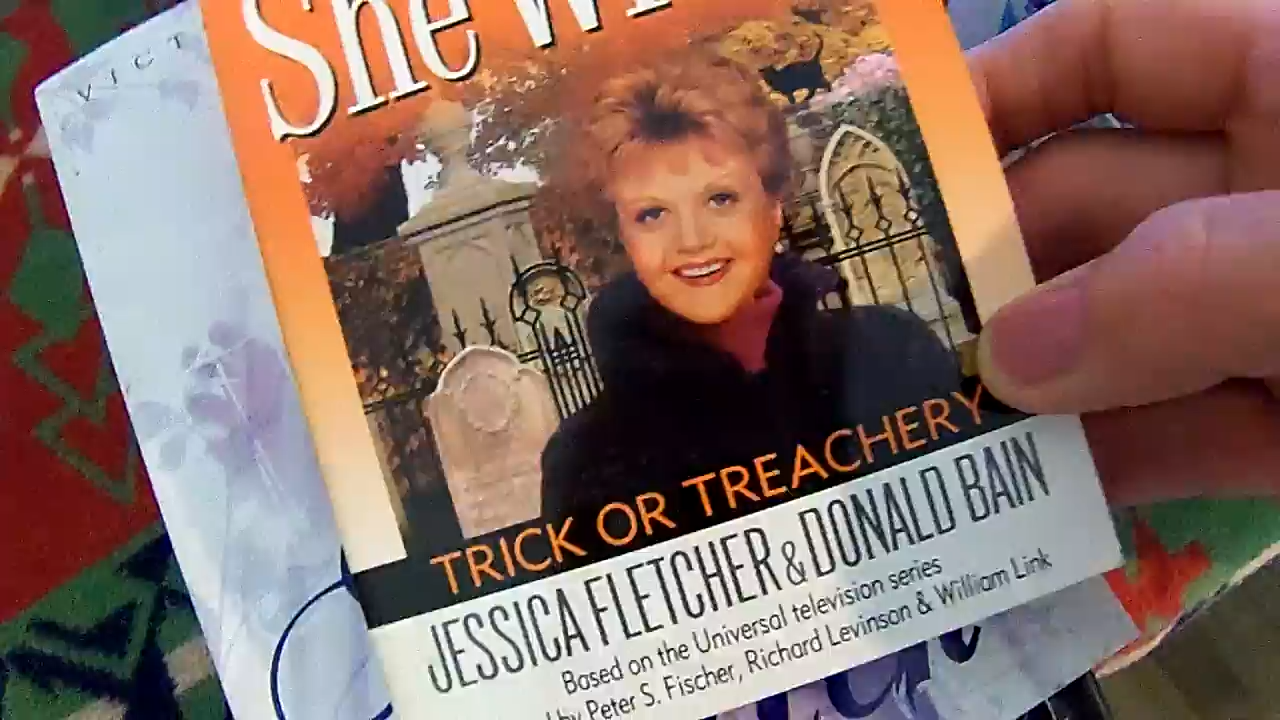 VICT
She W
TRICK OR TREACHERY
JESSICA FLETCHER & DONALD BAIN
Based on the Universal television series
by Peter S. Fischer, Richard Levinson & William Link